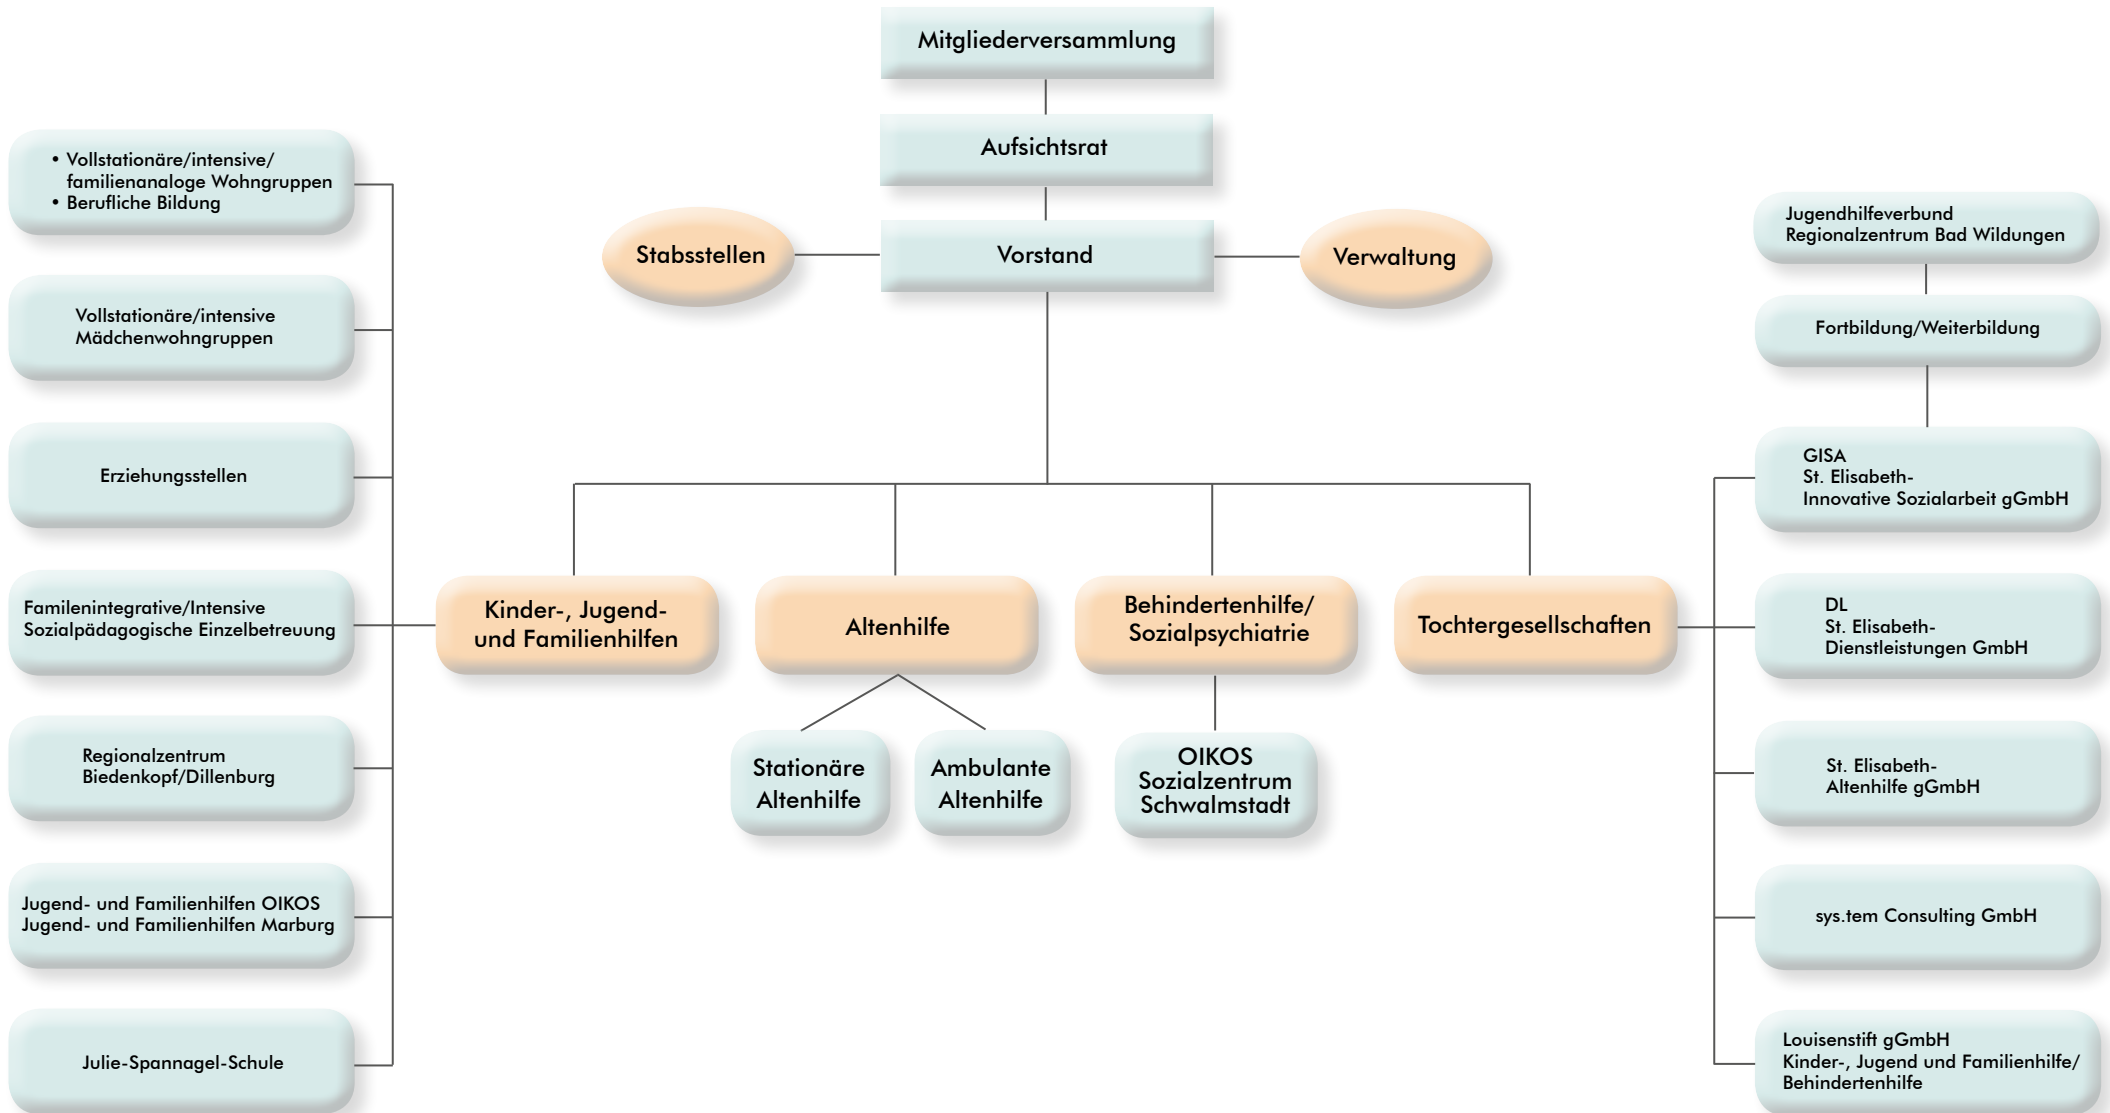 Mitgliederversammlung
Aufsichtsrat
Vorstand
Stabsstellen
Verwaltung
• Vollstationäre/intensive/
familienanaloge Wohngruppen
• Berufliche Bildung
Vollstationäre/intensive
Mädchenwohngruppen
Erziehungsstellen
Familenintegrative/Intensive
Sozialpädagogische Einzelbetreuung
Regionalzentrum
Biedenkopf/Dillenburg
Jugend- und Familienhilfen OIKOS
Jugend- und Familienhilfen Marburg
Julie-Spannagel-Schule
Kinder-, Jugend-
und Familienhilfen
Altenhilfe
Behindertenhilfe/
Sozialpsychiatrie
Tochtergesellschaften
Stationäre
Altenhilfe
Ambulante
Altenhilfe
OIKOS
Sozialzentrum
Schwalmstadt
Jugendhilfeverbund
Regionalzentrum Bad Wildungen
Fortbildung/Weiterbildung
GISA
St. Elisabeth-
Innovative Sozialarbeit gGmbH
DL
St. Elisabeth-
Dienstleistungen GmbH
St. Elisabeth-
Altenhilfe gGmbH
sys.tem Consulting GmbH
Louisenstift gGmbH
Kinder-, Jugend und Familienhilfe/
Behindertenhilfe